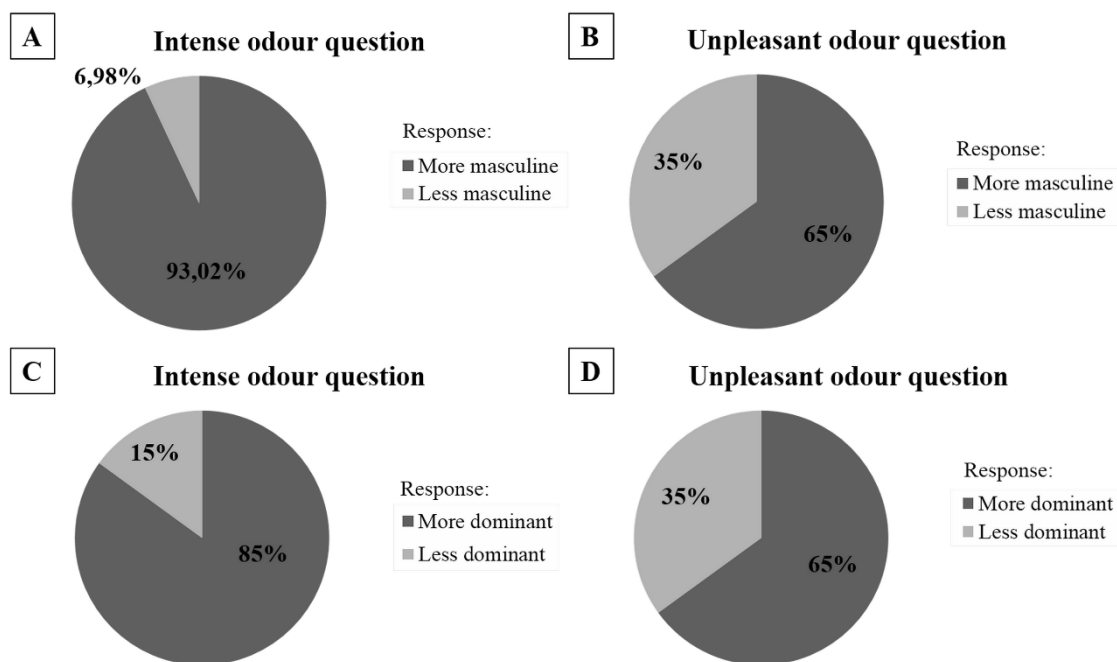 A
Intense odour question
6,98%
93,02%
Response:
More masculine
Less masculine
B
Unpleasant odour question
35%
65%
Response:
More masculine
Less masculine
C
Intense odour question
15%
85%
Response:
More dominant
Less dominant
D
Unpleasant odour question
35%
65%
Response:
More dominant
Less dominant